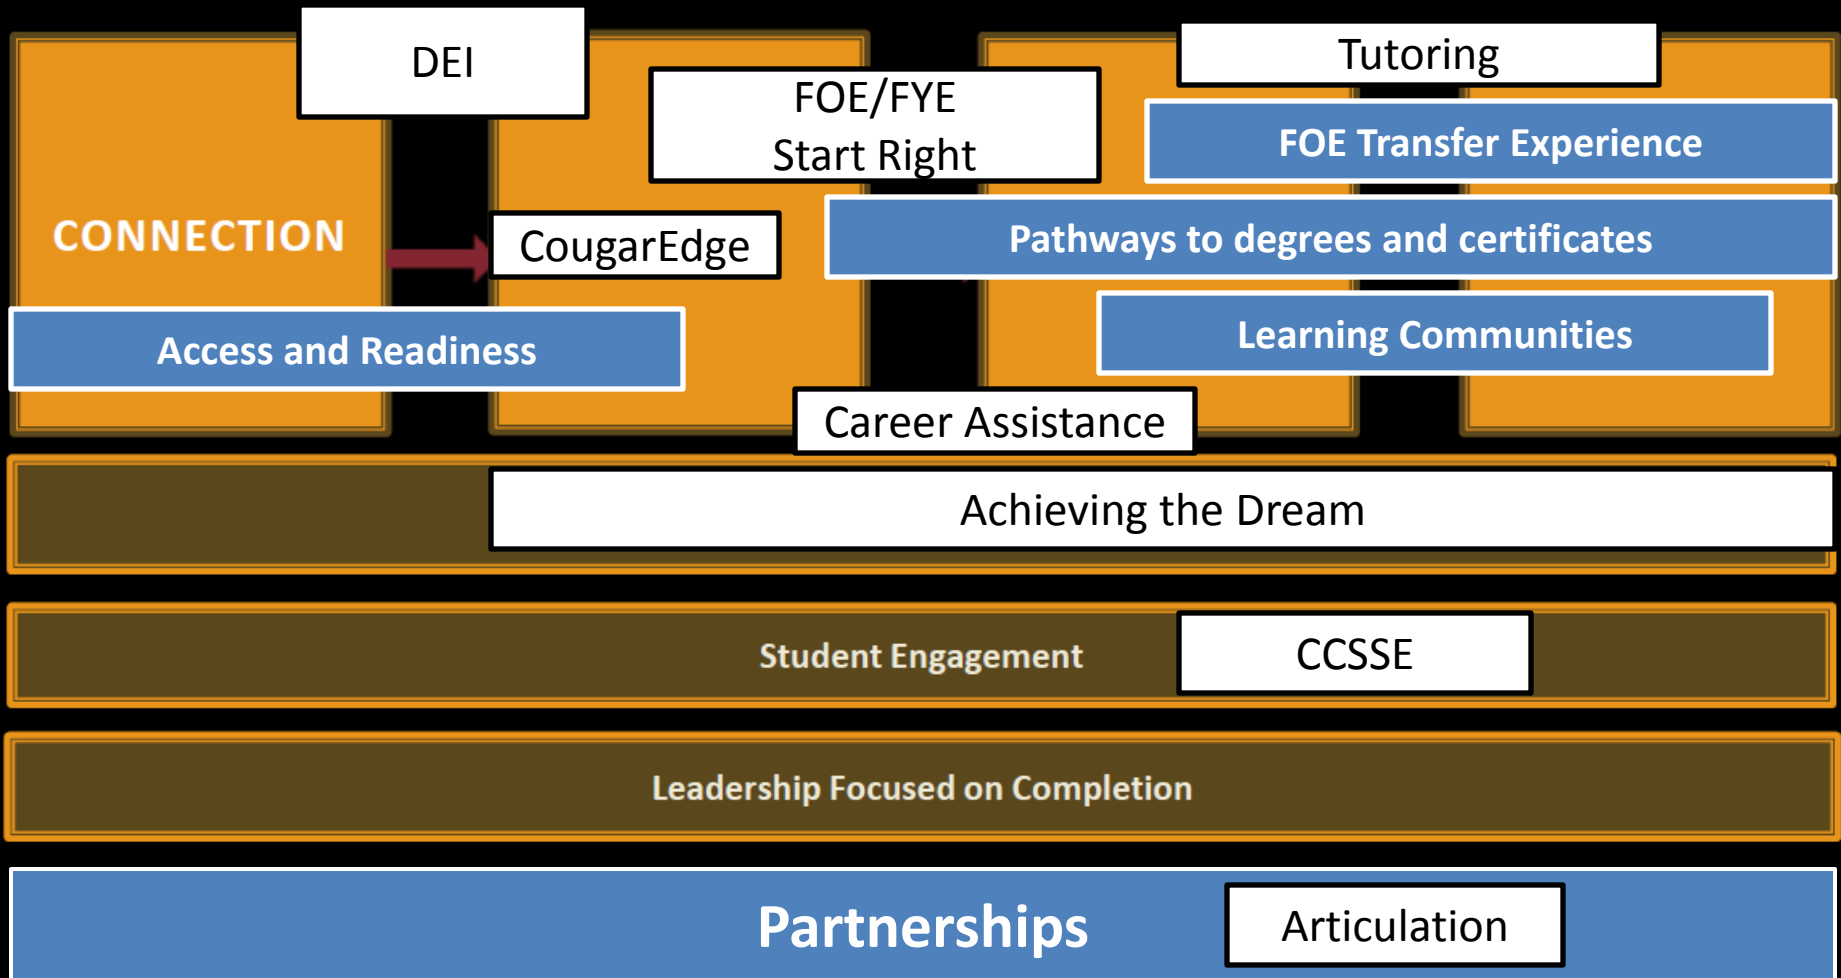 DEI
Tutoring
FOE/FYE
Start Right
FOE Transfer Experience
CONNECTION
CougarEdge
Pathways to degrees and certificates
Access and Readiness
Learning Communities
Career Assistance
Achieving the Dream
Student Engagement
CCSSE
Leadership Focused on Completion
Partnerships
Articulation